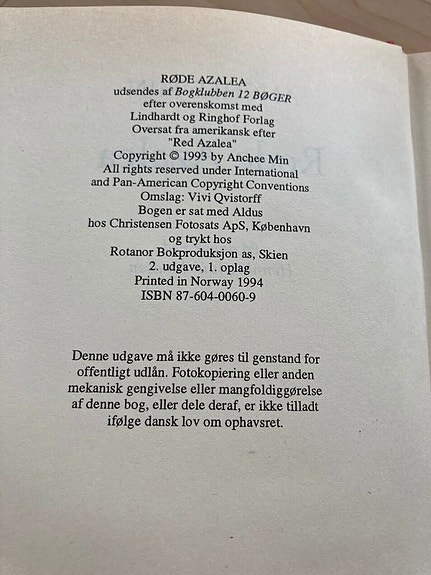 RØDE AZALEA
udsendes af Bogklubben 12 BØGER
efter overenskomst med
Lindhardt og Ringhof Forlag
Oversat fra amerikansk efter
"Red Azalea"
Copyright © 1993 by Anchee Min
All rights reserved under International
and Pan-American Copyright Conventions
Omslag: Vivi Qvistorff
Bogen er sat med Aldus
hos Christensen Fotosats ApS, København
og trykt hos
Rotanor Bokproduksjon as, Skien
2. udgave, 1. oplag
Printed in Norway 1994
ISBN 87-604-0060-9
Denne udgave må ikke gøres til genstand for
offentligt udlån. Fotokopiering eller anden
mekanisk gengivelse eller mangfoldiggørelse
af denne bog, eller dele deraf, er ikke tilladt
ifølge dansk lov om ophavsret.